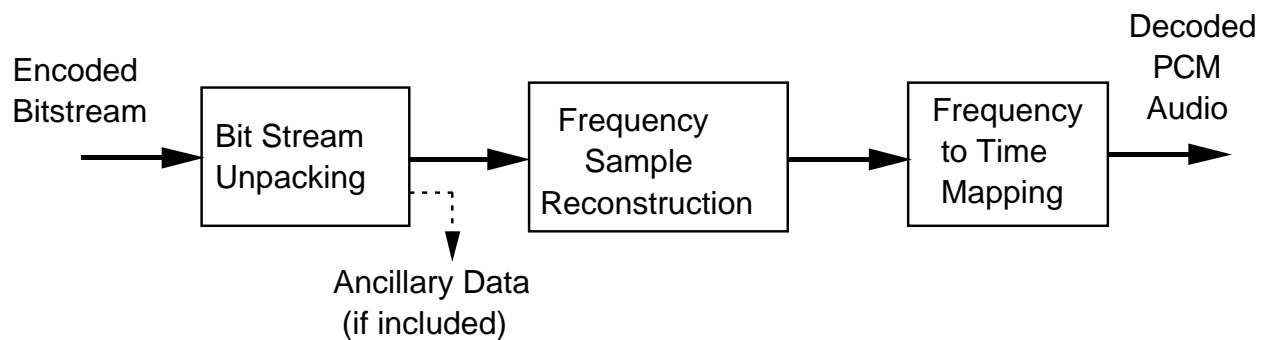 Encoded
Bitstream
Bit Stream
Unpacking
Ancillary Data
(if included)
Frequency
Sample
Reconstruction
Frequency
to Time
Mapping
Decoded
PCM
Audio